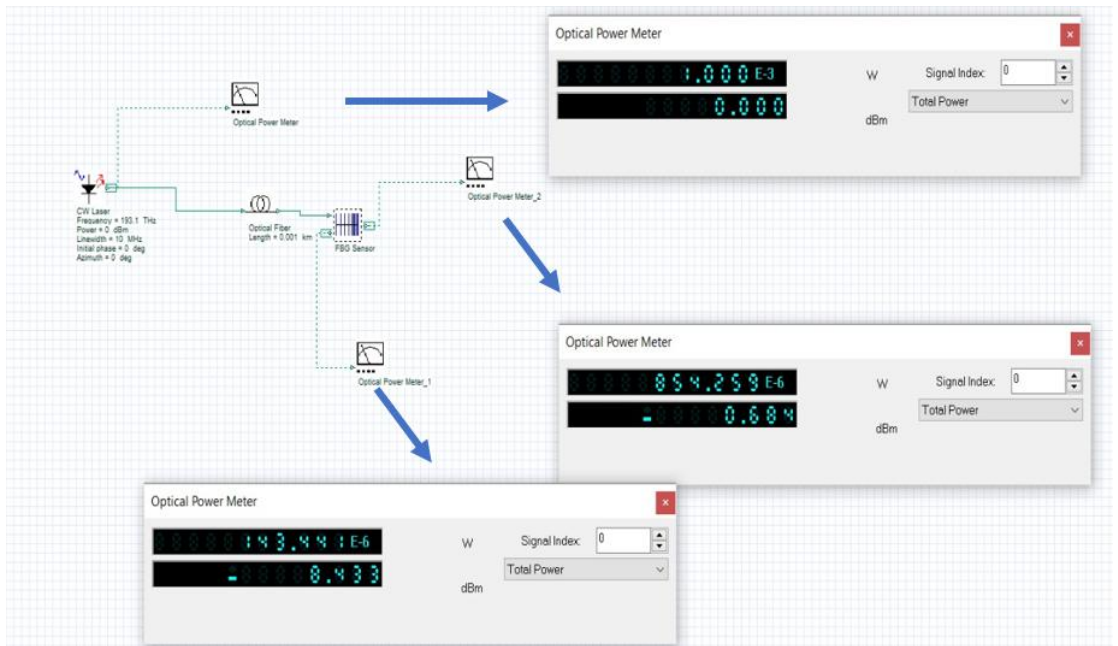 Optical Power Meter
×
1.000 E-3
W
Signal Index:
0
0.000
dBm
Total Power
Optical Power Meter
Optical Power Meter_2
CW Laser
Frequency = 193.1 THz
Power = 0 dBm
Linewidth = 10 MHz
Initial phase = 0 deg
Azimuth = 0 deg
Optical Fiber
Length = 0.001 km
FBG Sensor
Optical Power Meter
×
854.259 E-6
W
Signal Index:
0
-0.684
dBm
Total Power
Optical Power Meter_1
Optical Power Meter
×
143.441 E-6
W
Signal Index:
0
-8.433
dBm
Total Power